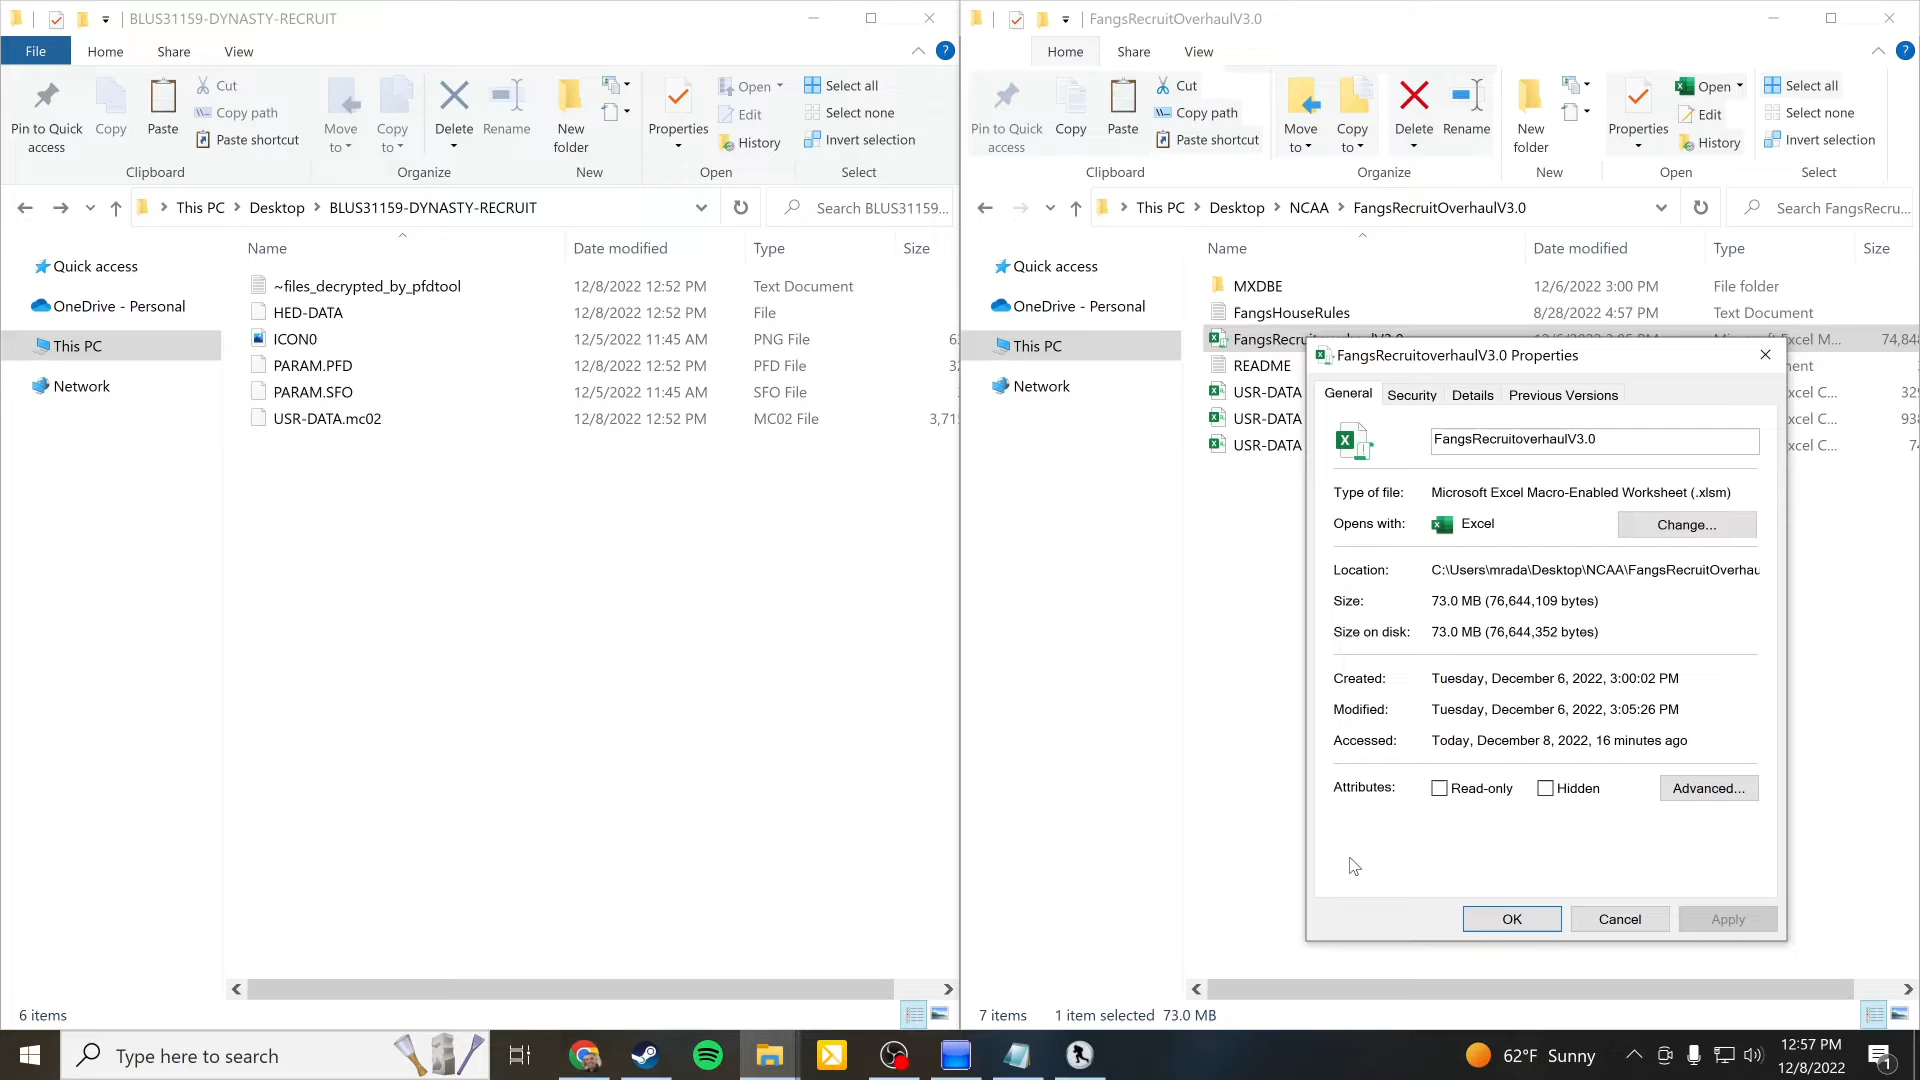 BLUS31159-DYNASTY-RECRUIT
File
Home
Share
View
Pin to Quick access
Copy
Paste
Cut
Copy path
Paste shortcut
Move to
Copy to
Delete
Rename
New folder
Properties
Open
Edit
History
Select all
Select none
Invert selection
Clipboard
Organize
New
Open
Select
This PC
Desktop
BLUS31159-DYNASTY-RECRUIT
Search BLUS31159...
Quick access
OneDrive - Personal
This PC
Network
Name Date modified Type Size
~files_decrypted_by_pfdtool 12/8/2022 12:52 PM Text Document
HED-DATA 12/8/2022 12:52 PM File
ICON0 12/5/2022 11:45 AM PNG File
PARAM.PFD 12/8/2022 12:52 PM PFD File
PARAM.SFO 12/5/2022 11:45 AM SFO File
USR-DATA.mc02 12/8/2022 12:52 PM MC02 File 3,71
6 items
FangsRecruitOverhaulV3.0
Home
Share
View
Pin to Quick access
Copy
Paste
Cut
Copy path
Paste shortcut
Move to
Copy to
Delete
Rename
New folder
Properties
Open
Edit
History
Select all
Select none
Invert selection
Clipboard
Organize
New
Open
Select
This PC
Desktop
NCAA
FangsRecruitOverhaulV3.0
Search FangsRecru...
Quick access
OneDrive - Personal
This PC
Network
Name Date modified Type Size
MXDBE 12/6/2022 3:00 PM File folder
FangsHouseRules 8/28/2022 4:57 PM Text Document
74,848
README
USR-DATA xcel C... 329
USR-DATA xcel C... 938
USR-DATA xcel C...
FangsRecruitoverhaulV3.0 Properties
General
Security
Details
Previous Versions
FangsRecruitoverhaulV3.0
Type of file: Microsoft Excel Macro-Enabled Worksheet (.xlsm)
Opens with: Excel Change...
Location: C:\Users\mrada\Desktop\NCAA\FangsRecruitOverhau
Size: 73.0 MB (76,644,109 bytes)
Size on disk: 73.0 MB (76,644,352 bytes)
Created: Tuesday, December 6, 2022, 3:00:02 PM
Modified: Tuesday, December 6, 2022, 3:05:26 PM
Accessed: Today, December 8, 2022, 16 minutes ago
Attributes: Read-only Hidden Advanced...
OK Cancel Apply
7 items 1 item selected 73.0 MB
Type here to search
62°F Sunny
12:57 PM
12/8/2022
1